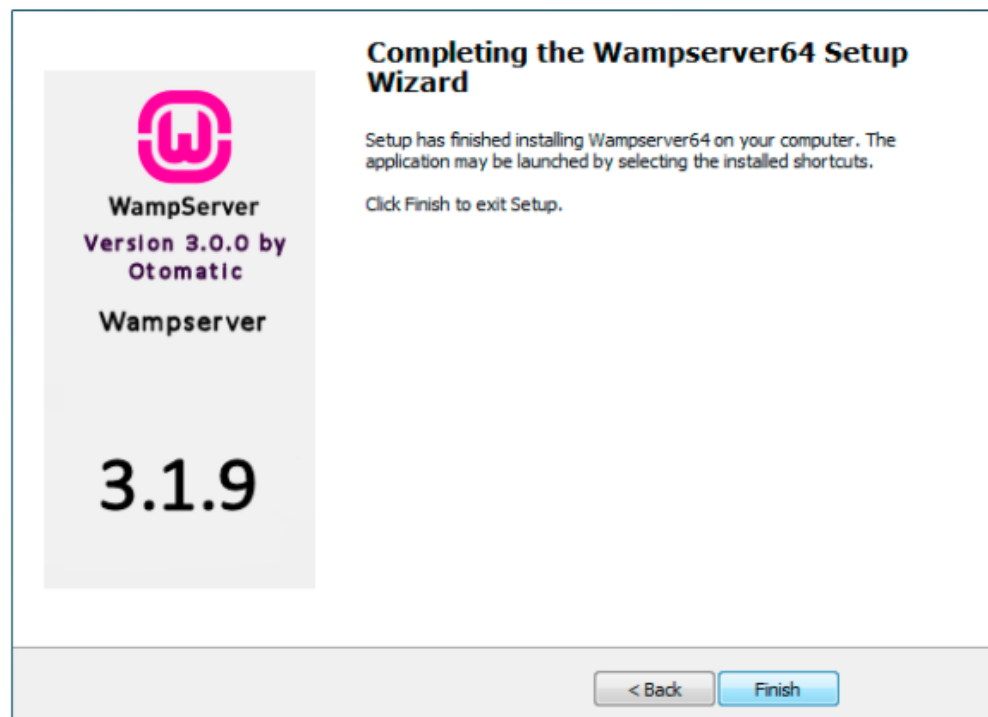 Completing the Wampserver64 Setup
Wizard
Setup has finished installing Wampserver64 on your computer. The
application may be launched by selecting the installed shortcuts.
Click Finish to exit Setup.
W
WampServer
Version 3.0.0 by
Otomatic
Wampserver
3.1.9
< Back
Finish